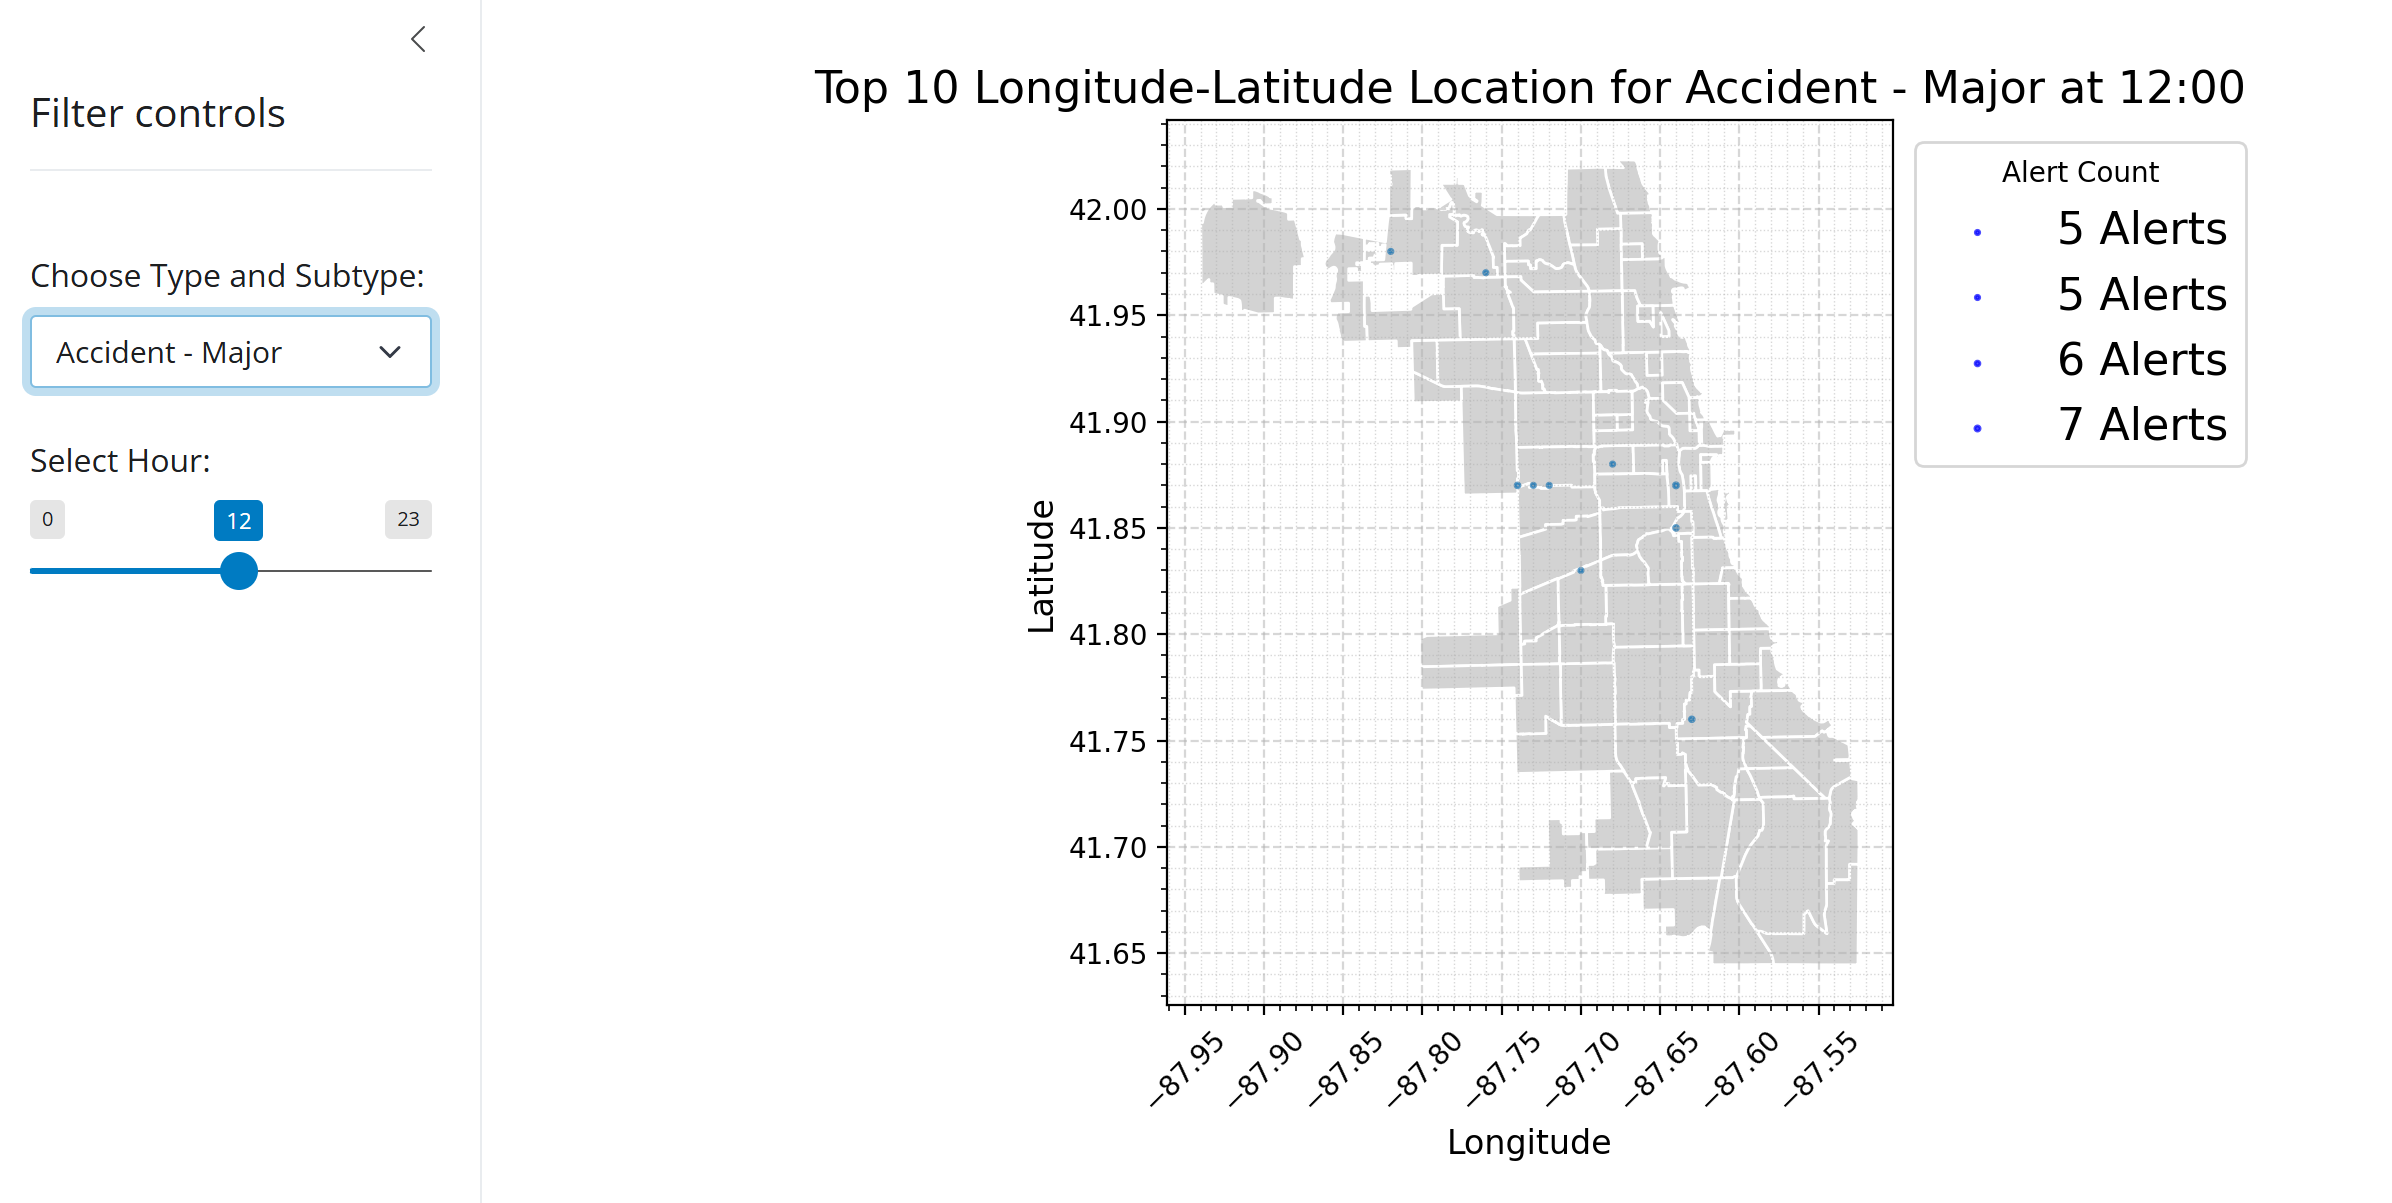 Filter controls
Choose Type and Subtype:
Accident - Major
Select Hour:
0
12
23
Top 10 Longitude-Latitude Location for Accident - Major at 12:00
Alert Count
5 Alerts
5 Alerts
6 Alerts
7 Alerts
Latitude
42.00
41.95
41.90
41.85
41.80
41.75
41.70
41.65
−87.95
−87.90
−87.85
−87.80
−87.75
−87.70
−87.65
−87.60
−87.55
Longitude